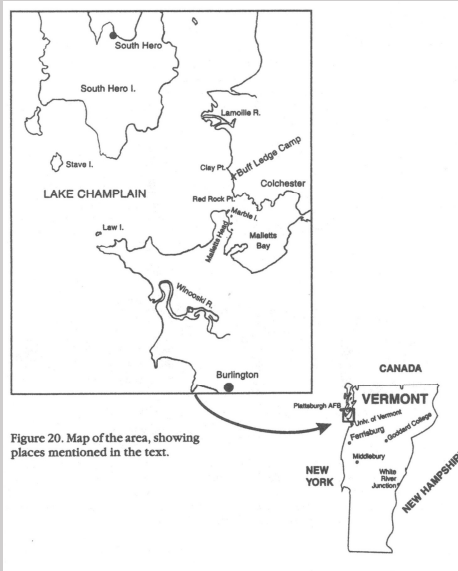 South Hero
South Hero I.
Lamoille R.
Stave I.
Clay Pt.
Buff Ledge Camp
Colchester
LAKE CHAMPLAIN
Red Rock Pt.
Marble I.
Law I.
Malletts Head
Malletts
Bay
Winooski R.
Burlington
CANADA
Plattsburgh AFB
VERMONT
Univ. of Vermont
Ferrisburg
Goddard College
Figure 20. Map of the area, showing
places mentioned in the text.
Middlebury
NEW
YORK
White
River
Junction
NEW HAMPSHIRE